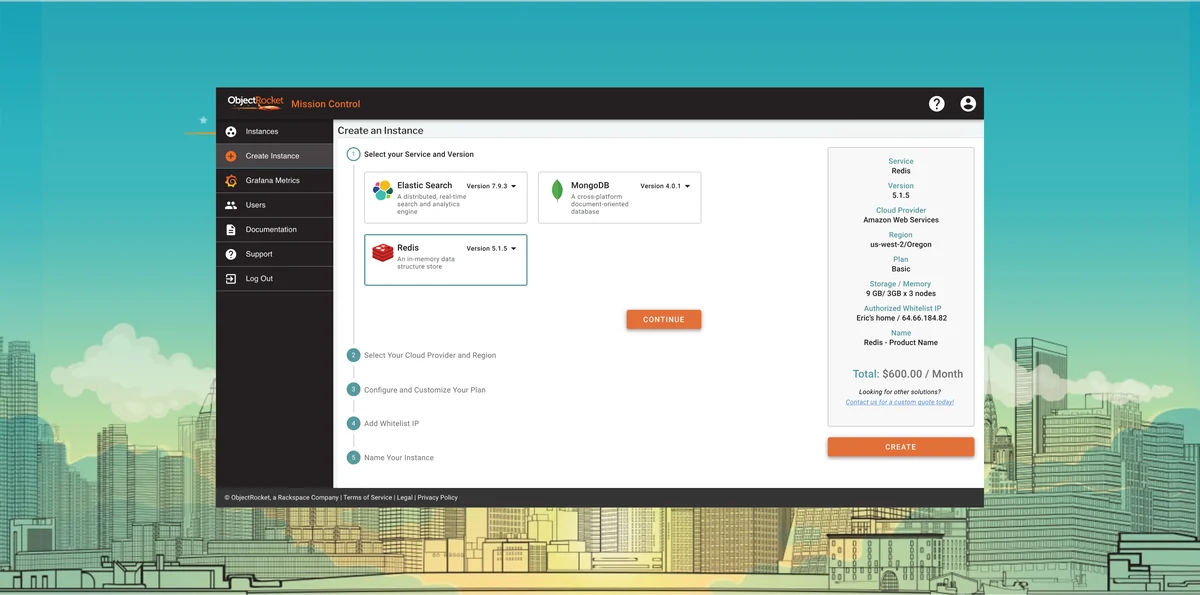 ObjectRocket Mission Control
Instances
Create Instance
Grafana Metrics
Users
Documentation
Support
Log Out
Create an Instance
1 Select your Service and Version
Elastic Search Version 7.9.3
A distributed, real-time
search and analytics
engine
MongoDB Version 4.0.1
A cross-platform
document-oriented
database
Redis Version 5.1.5
An in-memory data
structure store
CONTINUE
2 Select Your Cloud Provider and Region
3 Configure and Customize Your Plan
4 Add Whitelist IP
5 Name Your Instance
Service
Redis
Version
5.1.5
Cloud Provider
Amazon Web Services
Region
us-west-2/Oregon
Plan
Basic
Storage / Memory
9 GB/ 3GB x 3 nodes
Authorized Whitelist IP
Eric's home / 64.66.184.82
Name
Redis - Product Name
Total: $600.00 / Month
Looking for other solutions?
Contact us for a custom quote today!
CREATE
© ObjectRocket, a Rackspace Company | Terms of Service | Legal | Privacy Policy